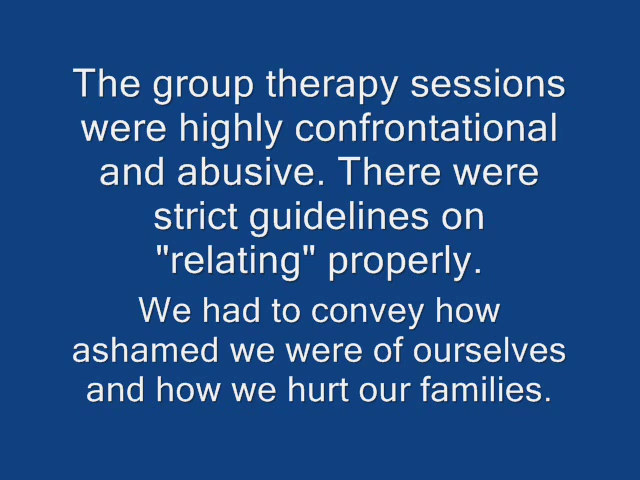 The group therapy sessions
were highly confrontational
and abusive. There were
strict guidelines on
"relating" properly.
We had to convey how
ashamed we were of ourselves
and how we hurt our families.